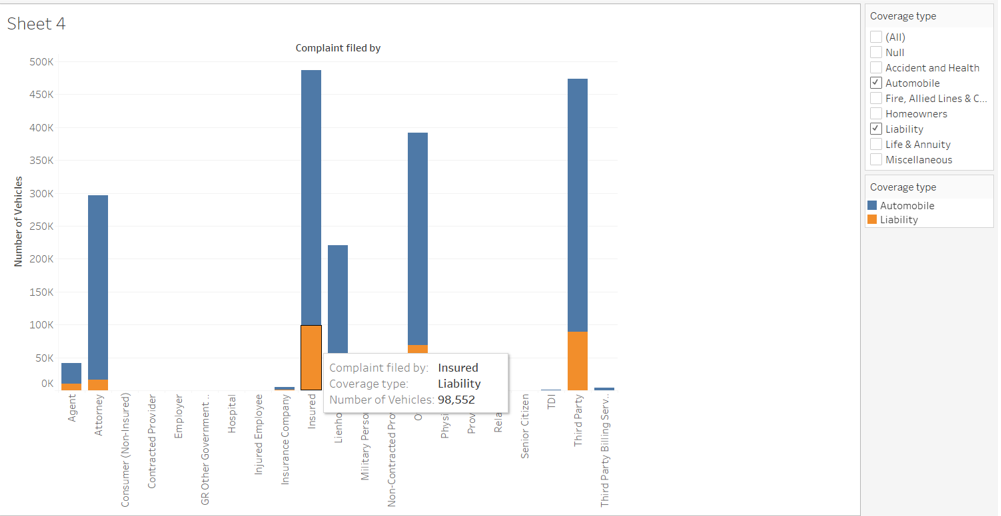 Sheet 4
Complaint filed by
Number of Vehicles
500K
450K
400K
350K
300K
250K
200K
150K
100K
50K
0K
Agent
Attorney
Consumer (Non-Insured)
Contracted Provider
Employer
GR Other Government ..
Hospital
Injured Employee
Insurance Company
Insured
Lienho
Military Perso
Non-Contracted Pro
O
Physi
Prov
Rela
Senior Citizen
TDI
Third Party
Third Party Billing Serv..
Complaint filed by: Insured
Coverage type: Liability
Number of Vehicles: 98,552
Coverage type
(All)
Null
Accident and Health
Automobile
Fire, Allied Lines & C...
Homeowners
Liability
Life & Annuity
Miscellaneous
Coverage type
Automobile
Liability